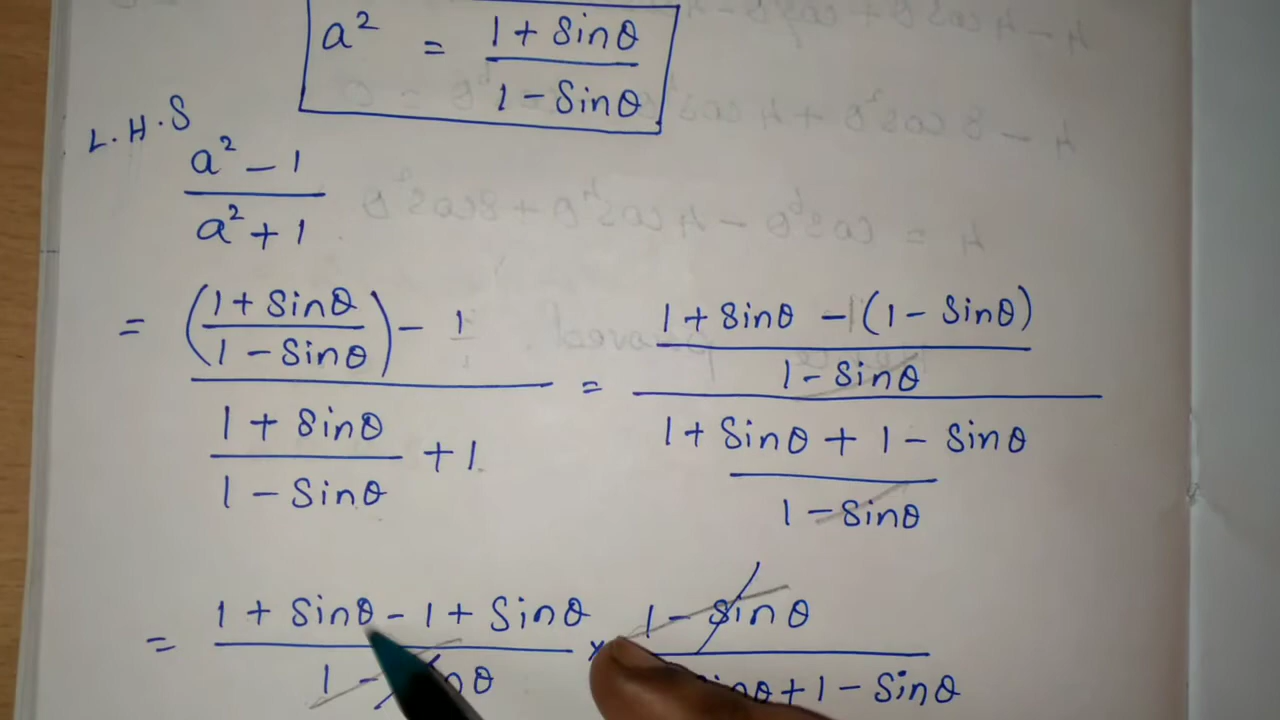 a² = (1 + Sinθ)/(1 - Sinθ)
L.H.S
(a² - 1)/(a² + 1)
= (((1 + Sinθ)/(1 - Sinθ)) - 1/1)/((1 + Sinθ)/(1 - Sinθ) + 1) = ((1 + Sinθ - (1 - Sinθ))/(1 - Sinθ))/((1 + Sinθ + 1 - Sinθ)/(1 - Sinθ))
= (1 + Sinθ - 1 + Sinθ)/(1 - Sinθ) × (1 - Sinθ)/(Sinθ + 1 - Sinθ)